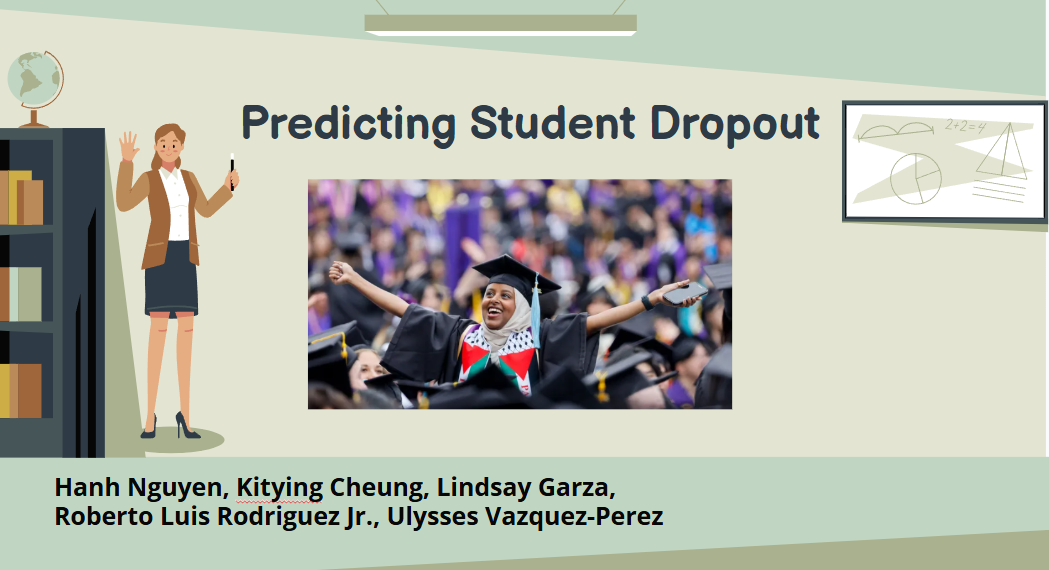 Predicting Student Dropout
2+2=4
Hanh Nguyen, Kitying Cheung, Lindsay Garza,
Roberto Luis Rodriguez Jr., Ulysses Vazquez-Perez